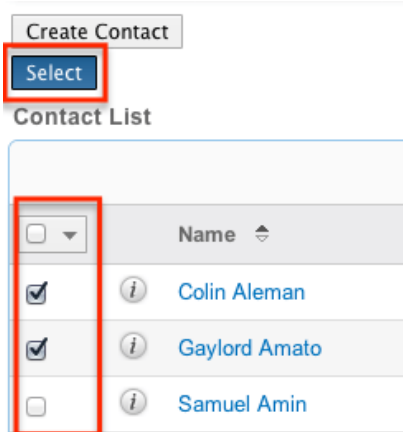 Create Contact
Select
Contact List
Name
i Colin Aleman
i Gaylord Amato
i Samuel Amin